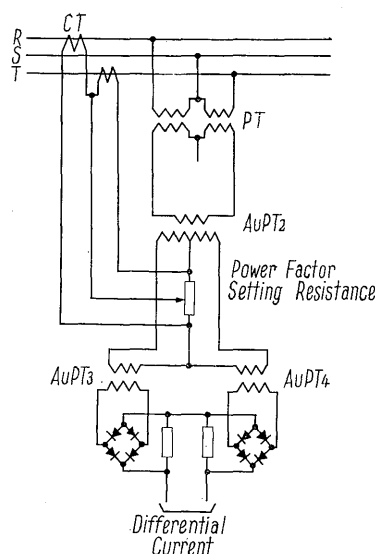 CT
R
S
T
PT
AuPT2
Power Factor
Setting Resistance
AuPT3
AuPT4
Differential
Current